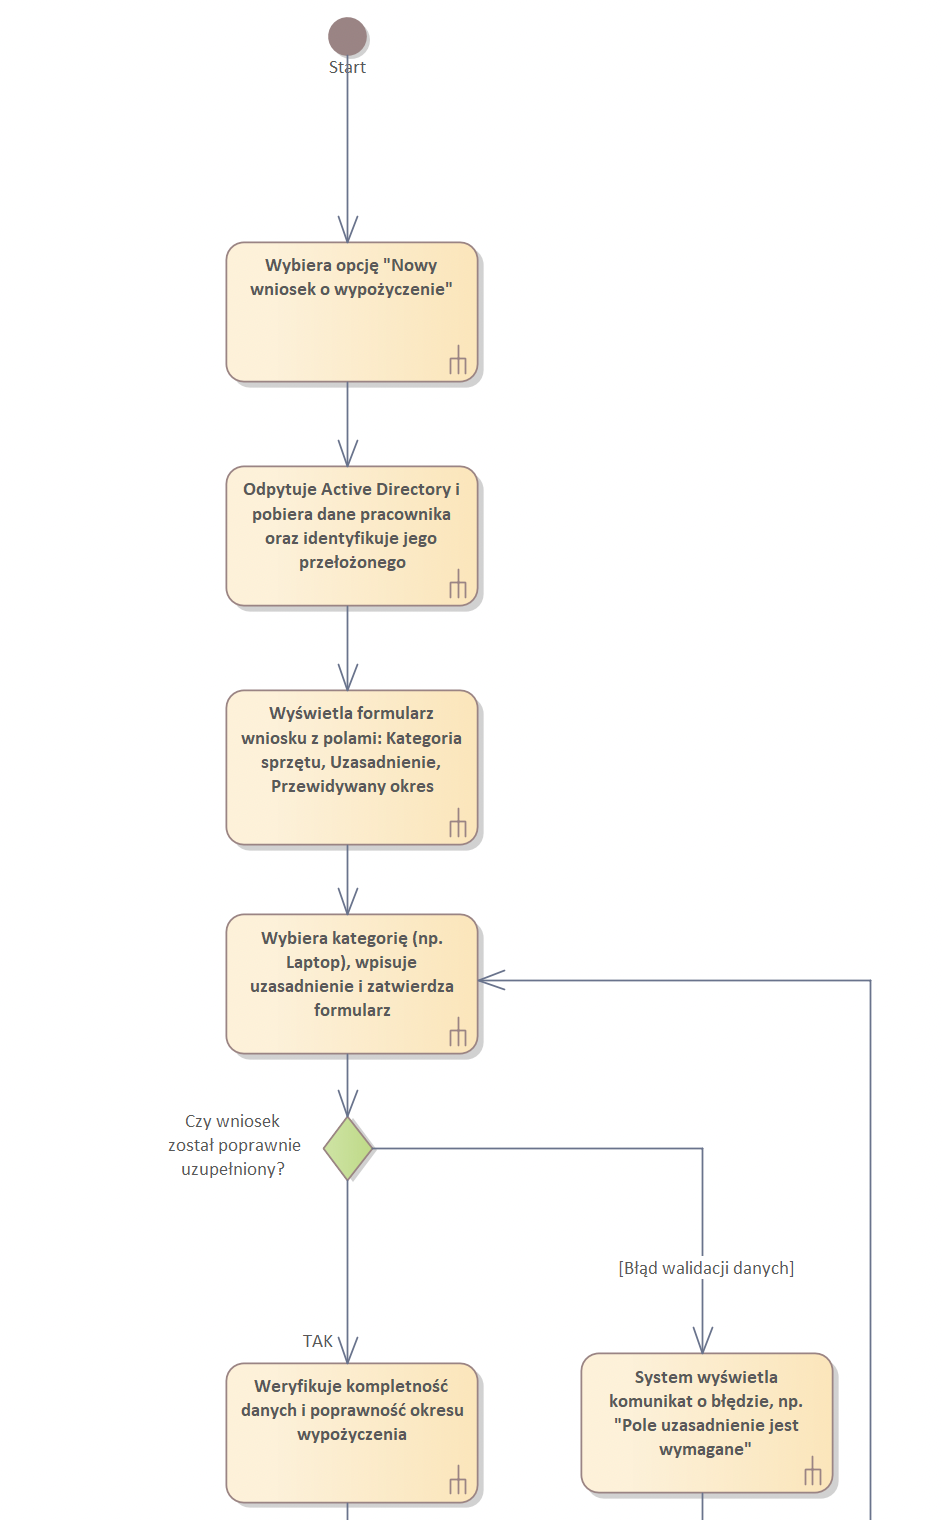 Start
Wybiera opcję "Nowy
wniosek o wypożyczenie"
Odpytuje Active Directory i
pobiera dane pracownika
oraz identyfikuje jego
przełożonego
Wyświetla formularz
wniosku z polami: Kategoria
sprzętu, Uzasadnienie,
Przewidywany okres
Wybiera kategorię (np.
Laptop), wpisuje
uzasadnienie i zatwierdza
formularz
Czy wniosek
został poprawnie
uzupełniony?
[Błąd walidacji danych]
TAK
Weryfikuje kompletność
danych i poprawność okresu
wypożyczenia
System wyświetla
komunikat o błędzie, np.
"Pole uzasadnienie jest
wymagane"